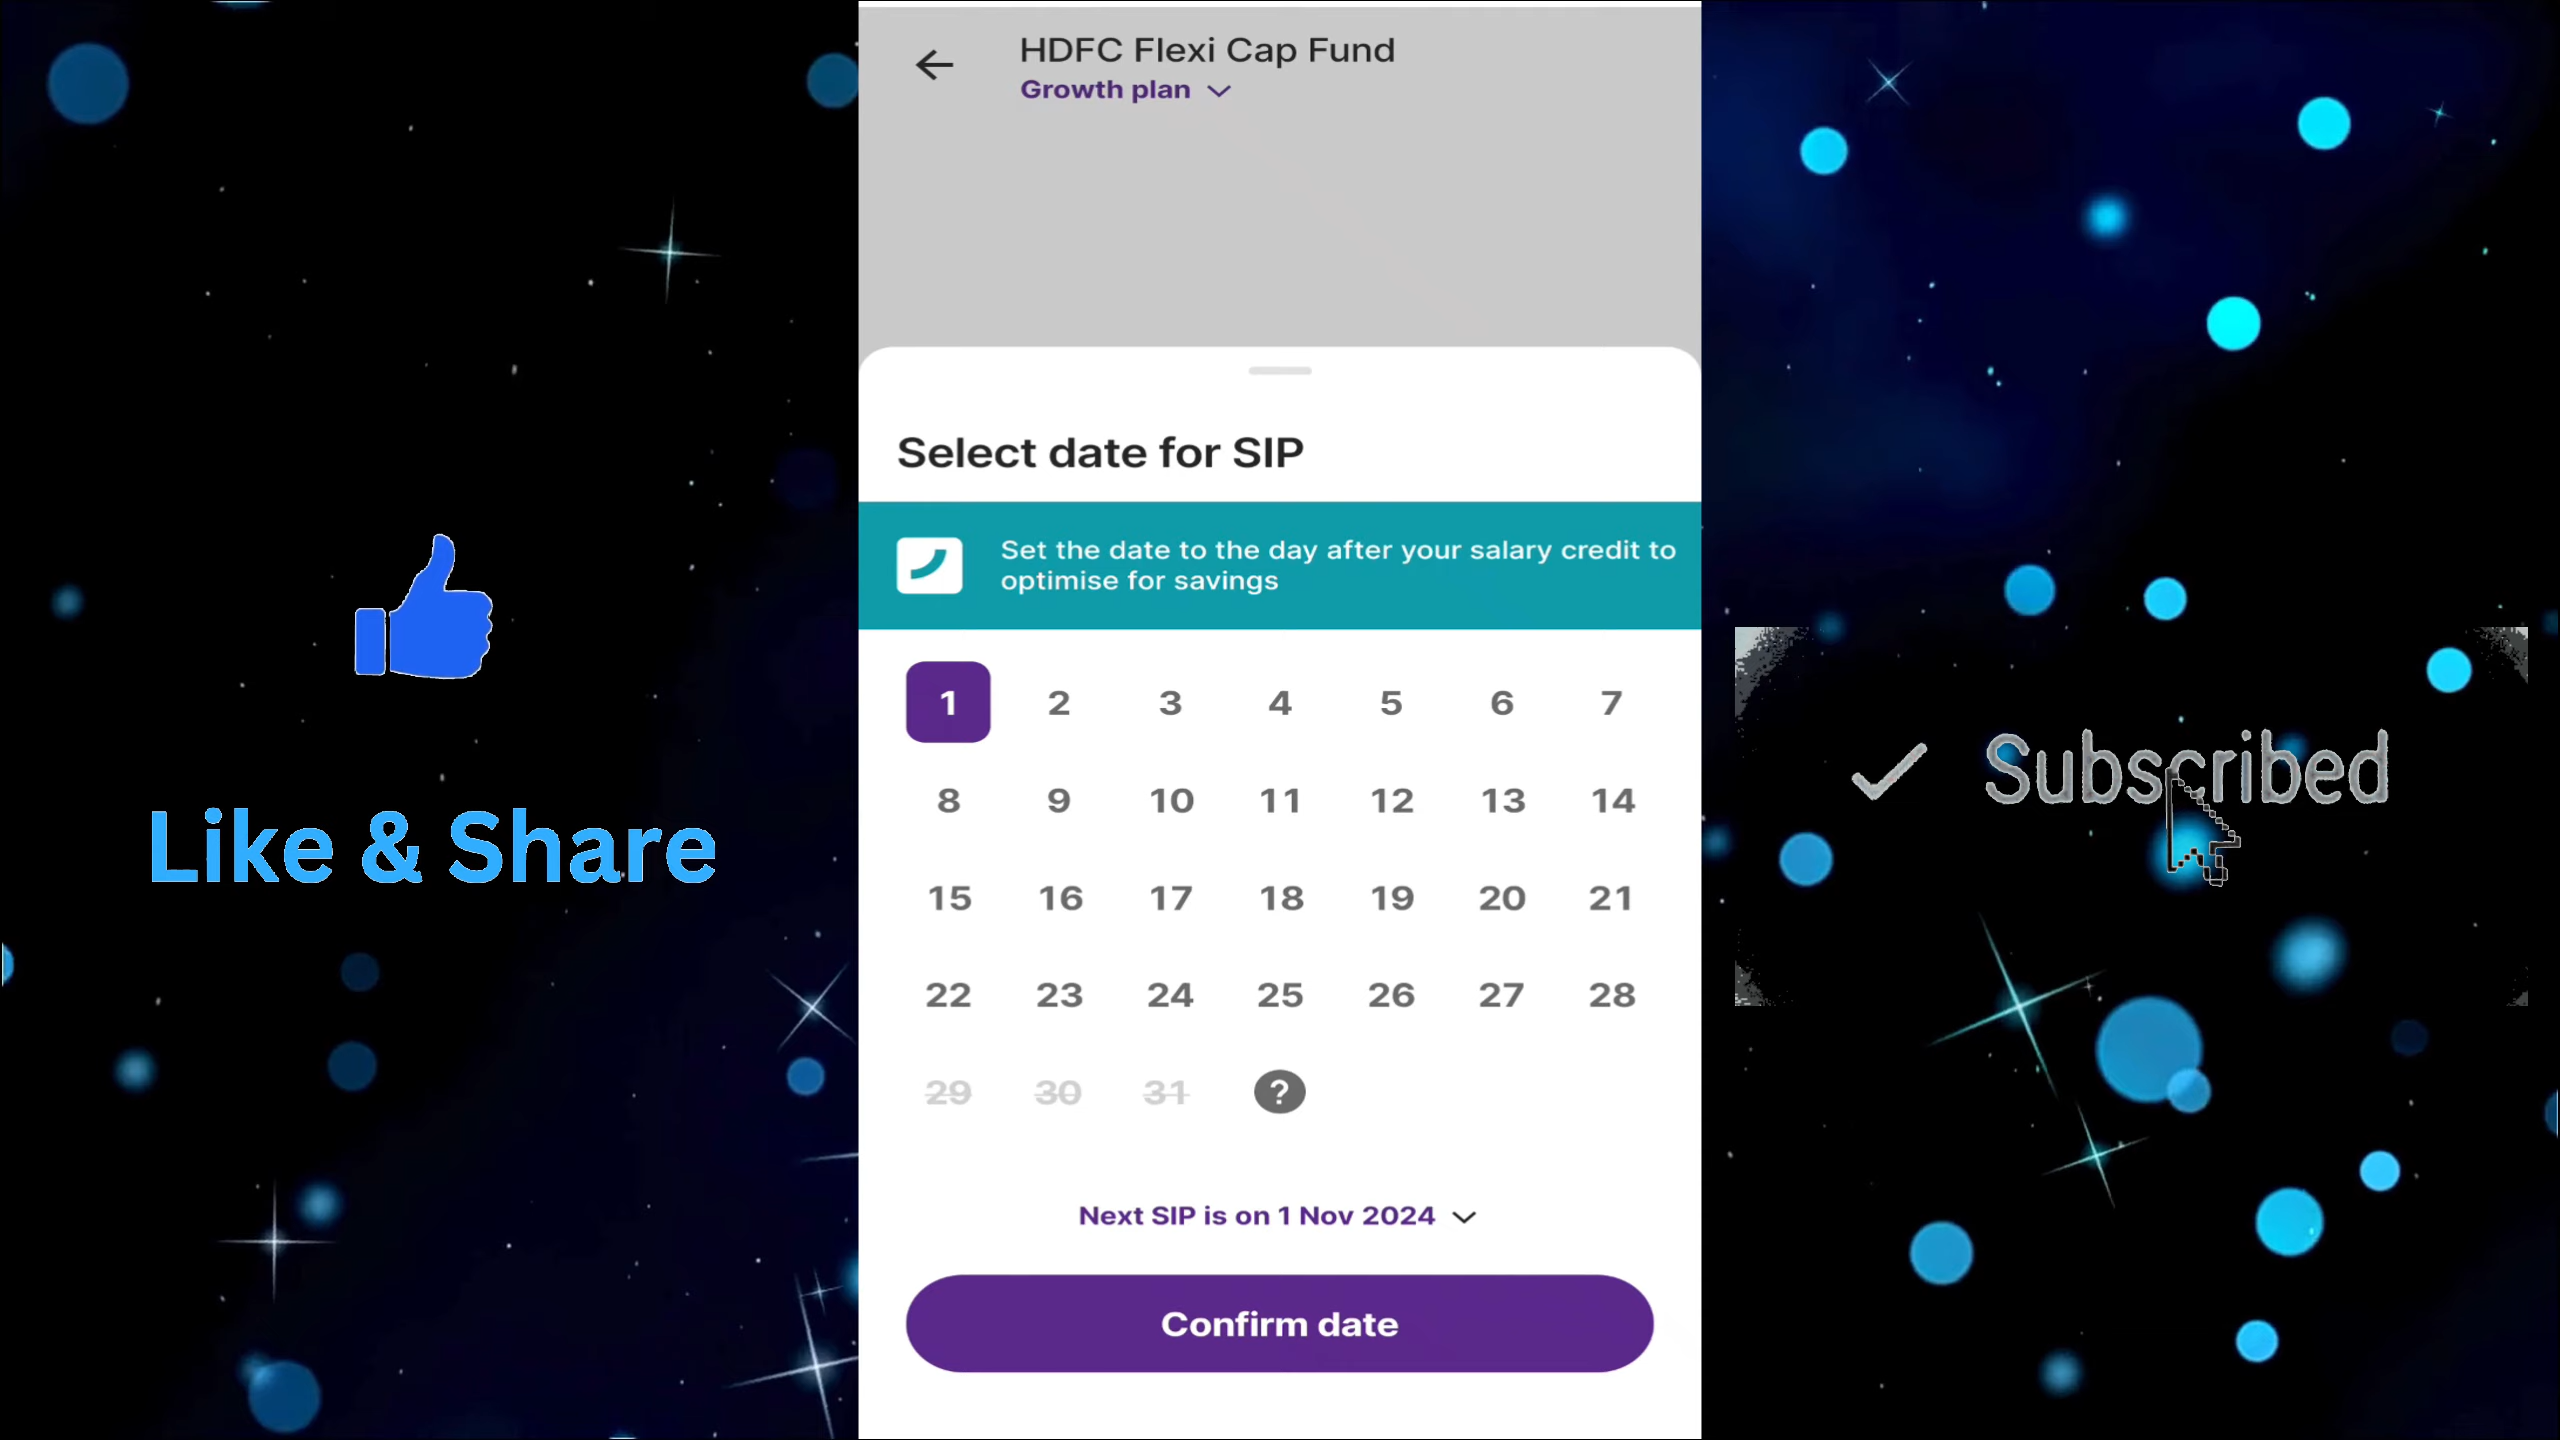 HDFC Flexi Cap Fund
Growth plan
Select date for SIP
Set the date to the day after your salary credit to
optimise for savings
1 2 3 4 5 6 7
8 9 10 11 12 13 14
15 16 17 18 19 20 21
22 23 24 25 26 27 28
29 30 31 ?
Next SIP is on 1 Nov 2024
Confirm date
Like & Share
Subscribed